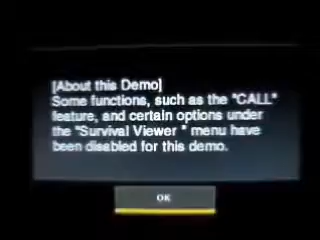 [About this Demo]
Some functions, such as the "CALL"
feature, and certain options under
the "Survival Viewer " menu have
been disabled for this demo.
OK